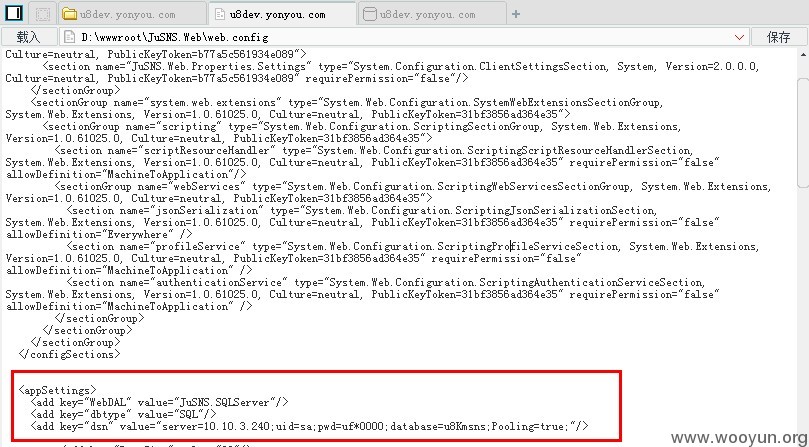 u8dev.yonyou.com
u8dev.yonyou.com
u8dev.yonyou.com
载入
D:\wwwroot\JuSNS.Web\web.config
保存
Culture=neutral, PublicKeyToken=b77a5c561934e089">
<section name="JuSNS.Web.Properties.Settings" type="System.Configuration.ClientSettingsSection, System, Version=2.0.0.0,
Culture=neutral, PublicKeyToken=b77a5c561934e089" requirePermission="false"/>
</sectionGroup>
<sectionGroup name="system.web.extensions" type="System.Web.Configuration.SystemWebExtensionsSectionGroup,
System.Web.Extensions, Version=1.0.61025.0, Culture=neutral, PublicKeyToken=31bf3856ad364e35">
<sectionGroup name="scripting" type="System.Web.Configuration.ScriptingSectionGroup, System.Web.Extensions,
Version=1.0.61025.0, Culture=neutral, PublicKeyToken=31bf3856ad364e35">
<section name="scriptResourceHandler" type="System.Web.Configuration.ScriptingScriptResourceHandlerSection,
System.Web.Extensions, Version=1.0.61025.0, Culture=neutral, PublicKeyToken=31bf3856ad364e35" requirePermission="false"
allowDefinition="MachineToApplication"/>
<sectionGroup name="webServices" type="System.Web.Configuration.ScriptingWebServicesSectionGroup, System.Web.Extensions,
Version=1.0.61025.0, Culture=neutral, PublicKeyToken=31bf3856ad364e35">
<section name="jsonSerialization" type="System.Web.Configuration.ScriptingJsonSerializationSection,
System.Web.Extensions, Version=1.0.61025.0, Culture=neutral, PublicKeyToken=31bf3856ad364e35" requirePermission="false"
allowDefinition="Everywhere" />
<section name="profileService" type="System.Web.Configuration.ScriptingProfileServiceSection, System.Web.Extensions,
Version=1.0.61025.0, Culture=neutral, PublicKeyToken=31bf3856ad364e35" requirePermission="false"
allowDefinition="MachineToApplication" />
<section name="authenticationService" type="System.Web.Configuration.ScriptingAuthenticationServiceSection,
System.Web.Extensions, Version=1.0.61025.0, Culture=neutral, PublicKeyToken=31bf3856ad364e35" requirePermission="false"
allowDefinition="MachineToApplication" />
</sectionGroup>
</sectionGroup>
</sectionGroup>
</configSections>
<appSettings>
<add key="WebDAL" value="JuSNS.SQLServer"/>
<add key="dbtype" value="SQL"/>
<add key="dsn" value="server=10.10.3.240;uid=sa;pwd=uf*0000;database=u8Kmsns;Pooling=true;"/>
www.wooyun.org